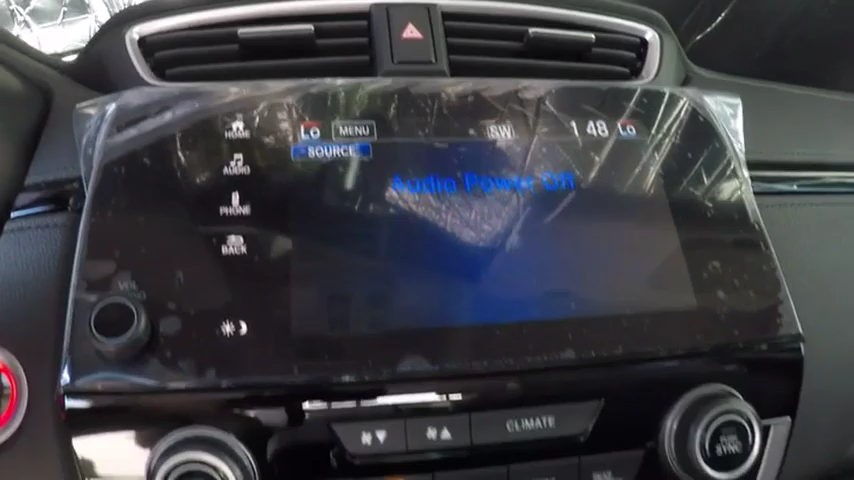 HOME
Lo MENU SW 1 48 Lo
SOURCE
AUDIO
Audio Power Off
PHONE
BACK
VOL
CLIMATE
SYNC